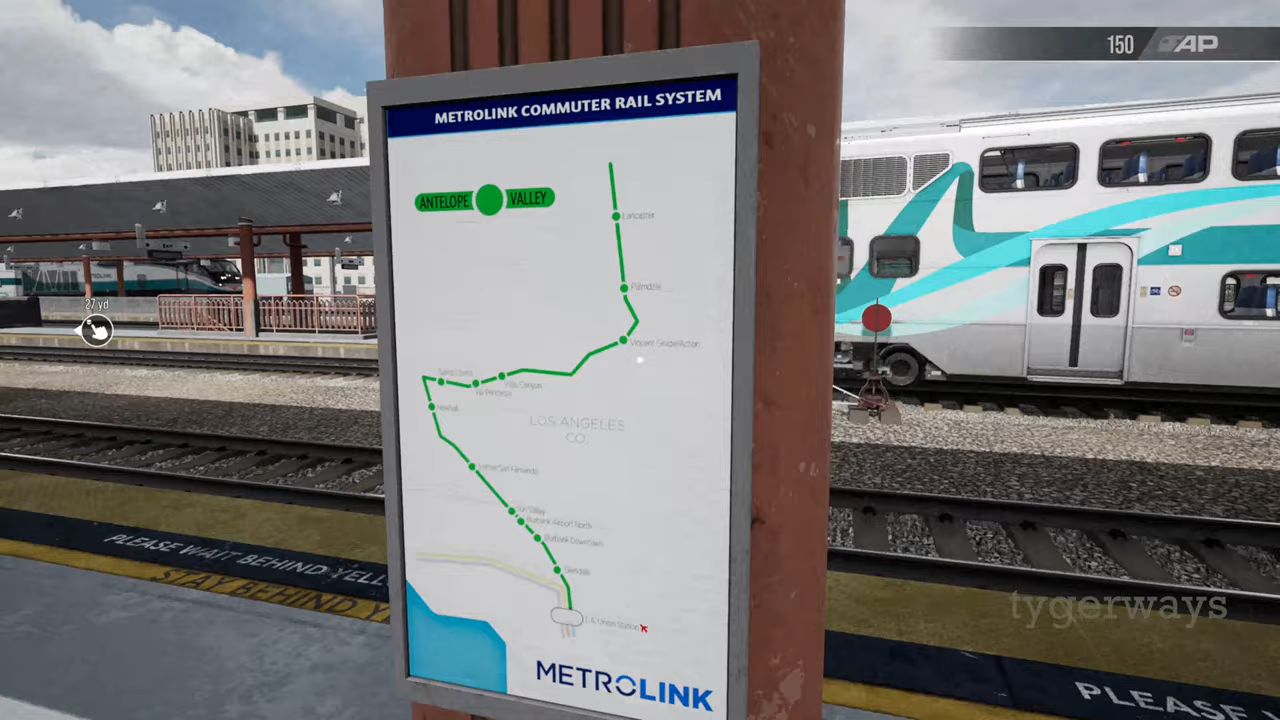 150 AP
METROLINK COMMUTER RAIL SYSTEM
ANTELOPE VALLEY
Lancaster
Palmdale
Vincent Grade/Acton
Santa Clarita
Via Princessa
Vista Canyon
Newhall
LOS ANGELES
CO.
Sylmar/San Fernando
Sun Valley
Burbank Airport North
Burbank Downtown
Glendale
L.A. Union Station
METROLINK
27 yd
PLEASE WAIT BEHIND YELL
STAY BEHIND Y
tygerways
PLEASE Y